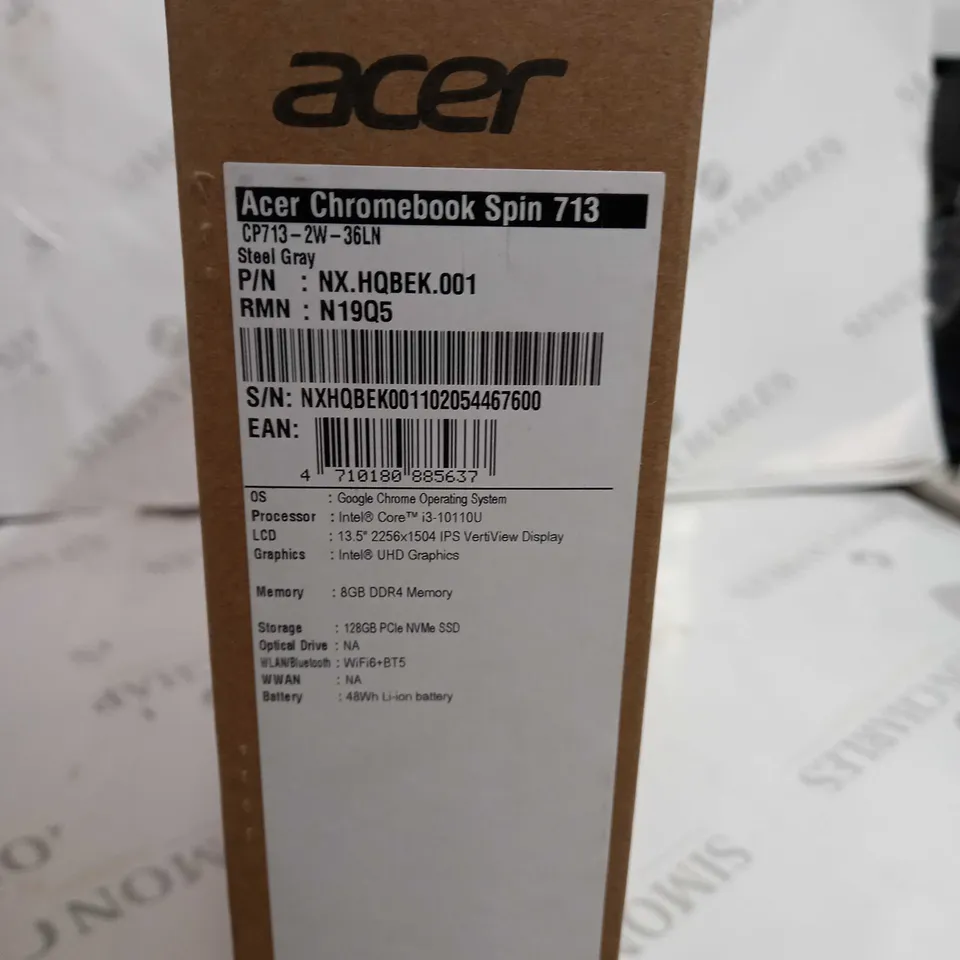 acer
Acer Chromebook Spin 713
CP713-2W-36LN
Steel Gray
P/N : NX.HQBEK.001
RMN : N19Q5
S/N: NXHQBEK001102054467600
EAN:
4 710180 885637
OS : Google Chrome Operating System
Processor : Intel® Core™ i3-10110U
LCD : 13.5" 2256x1504 IPS VertiView Display
Graphics : Intel® UHD Graphics
Memory : 8GB DDR4 Memory
Storage : 128GB PCIe NVMe SSD
Optical Drive : NA
WLAN/Bluetooth : WiFi6+BT5
WWAN : NA
Battery : 48Wh Li-ion battery
SIMON CHARLES